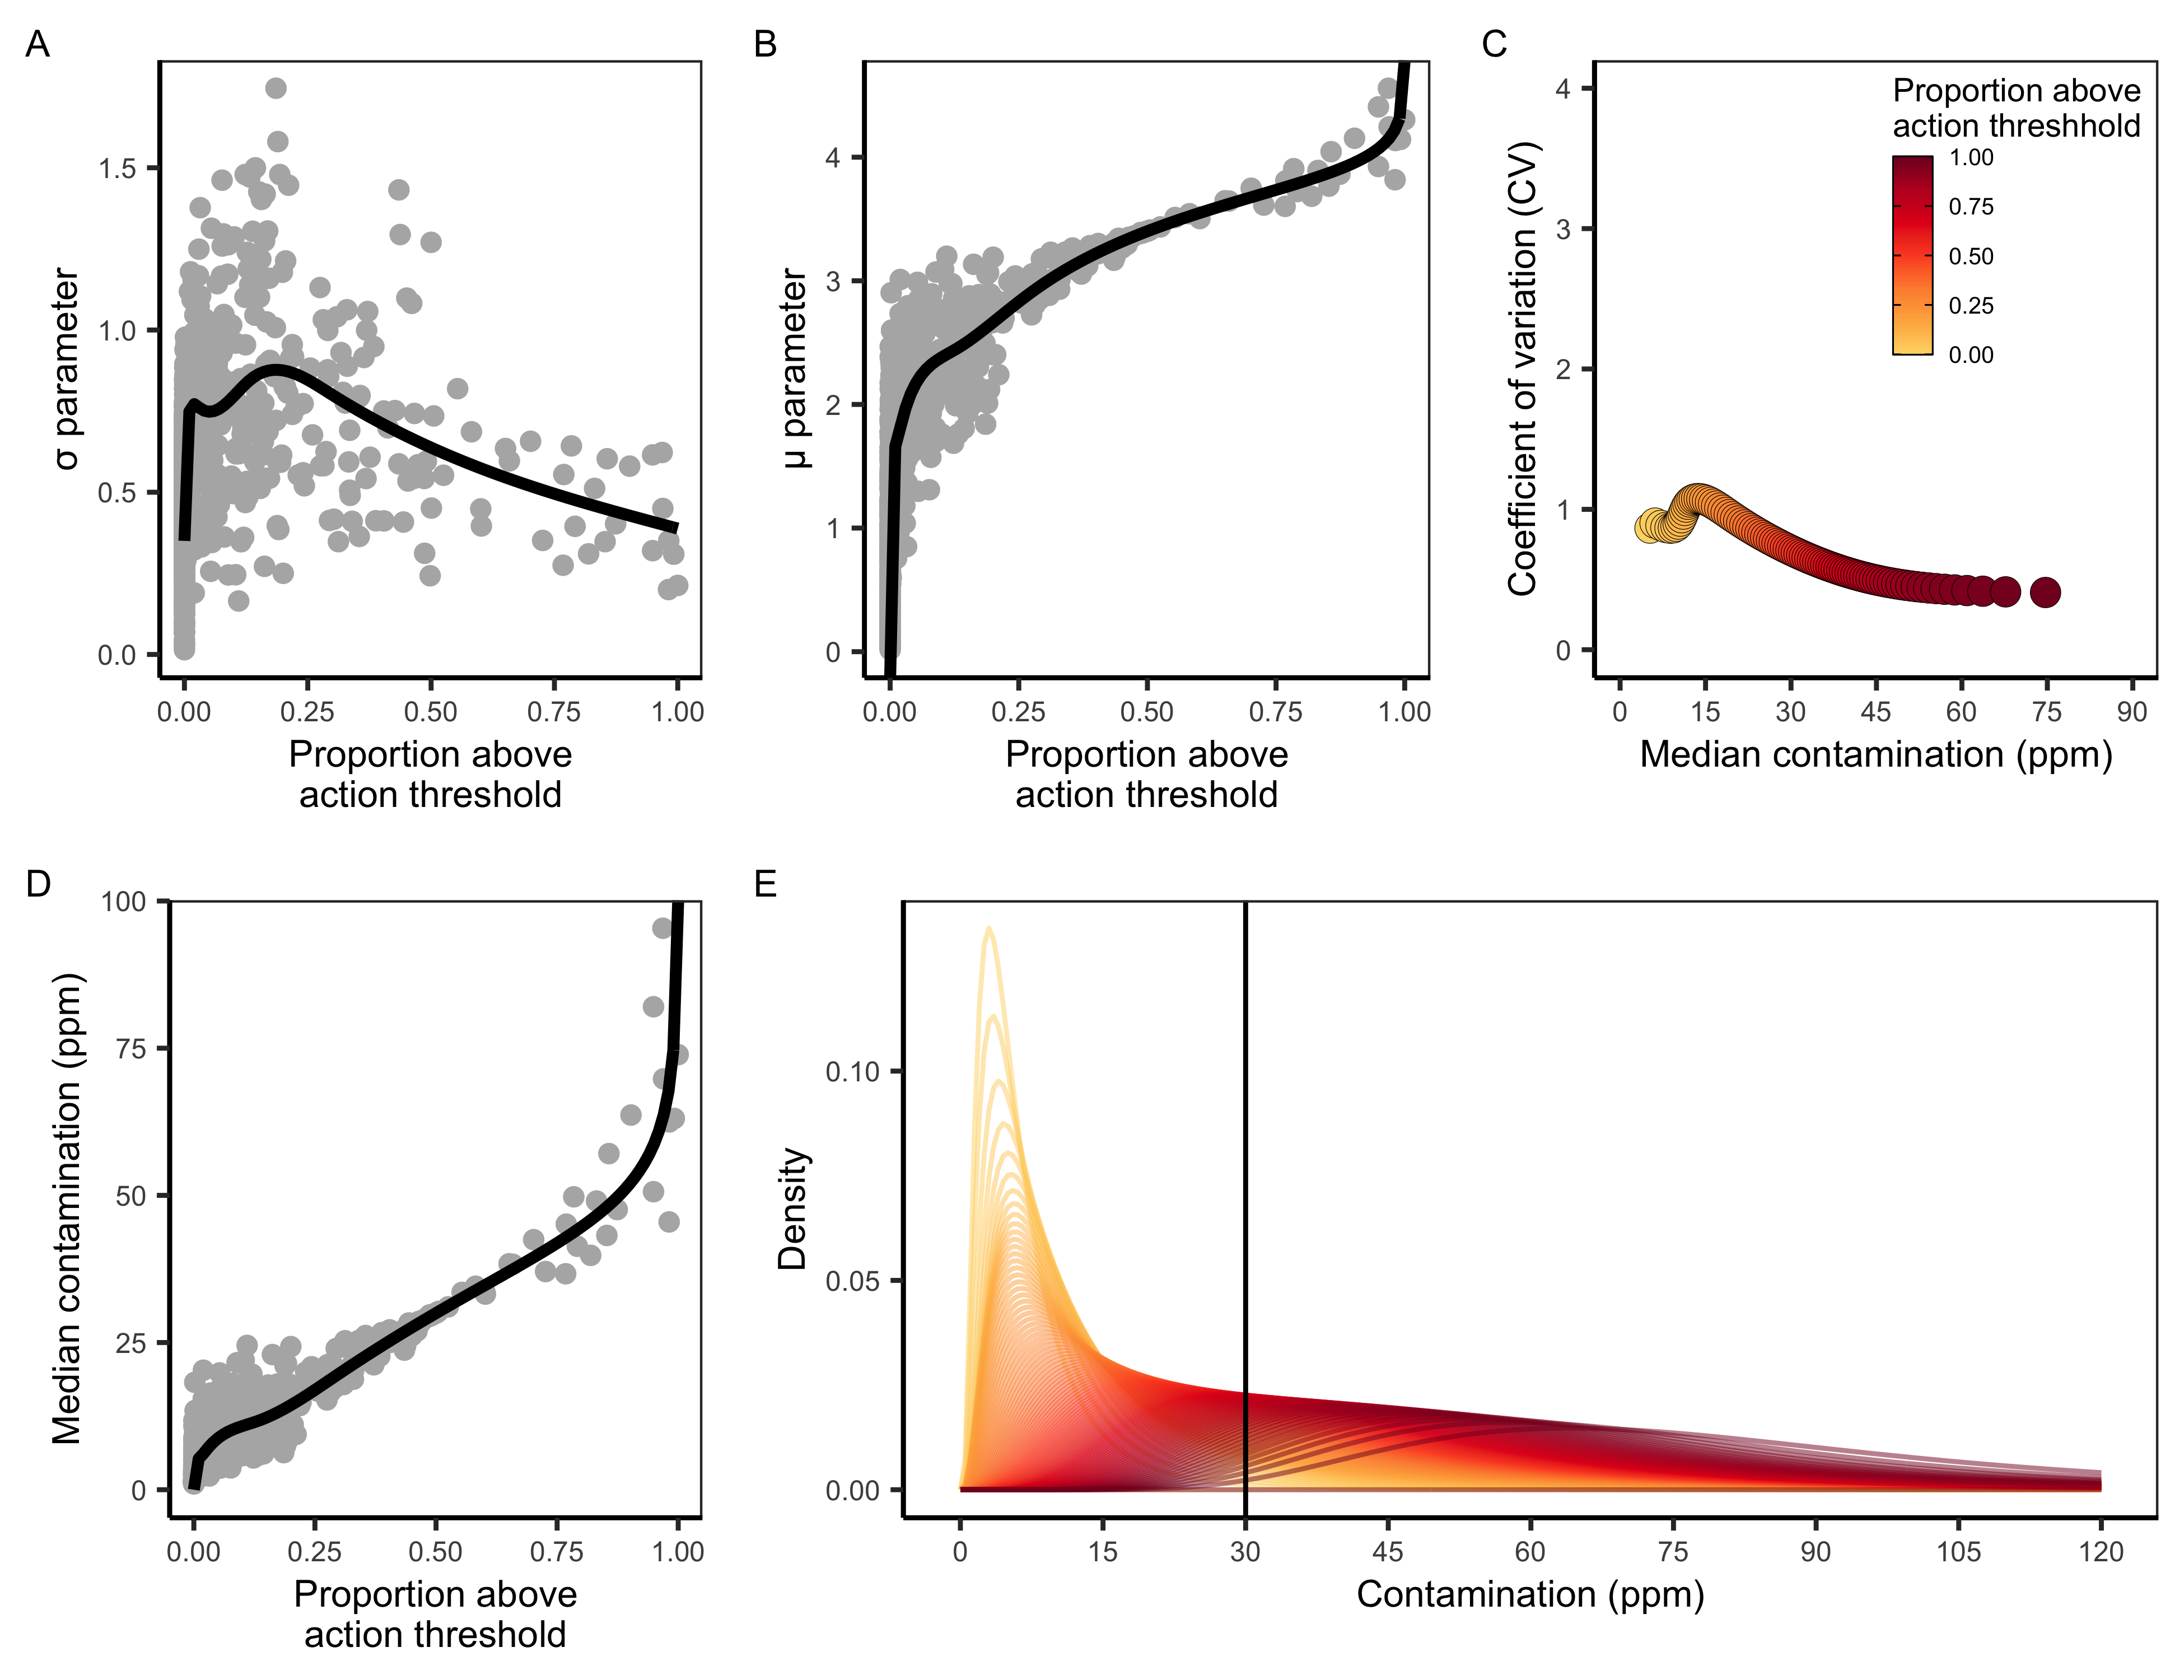 A
σ parameter
1.5
1.0
0.5
0.0
0.00 0.25 0.50 0.75 1.00
Proportion above
action threshold
B
μ parameter
4
3
2
1
0
0.00 0.25 0.50 0.75 1.00
Proportion above
action threshold
C
Coefficient of variation (CV)
4
3
2
1
0
Proportion above
action threshhold
1.00
0.75
0.50
0.25
0.00
0 15 30 45 60 75 90
Median contamination (ppm)
D
Median contamination (ppm)
100
75
50
25
0
0.00 0.25 0.50 0.75 1.00
Proportion above
action threshold
E
Density
0.10
0.05
0.00
0 15 30 45 60 75 90 105 120
Contamination (ppm)